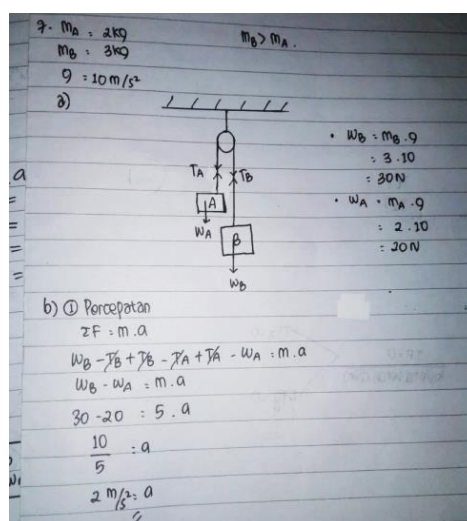 7. mA = 2kg
mB = 3kg
mB > mA.
g = 10 m/s²
a)
TA
TB
A
WA
B
WB
• WB = mB . g
= 3 . 10
= 30N
• WA = mA . g
= 2 . 10
= 20N
a
=
=
=
=
b) ① Percepatan
ΣF = m.a
WB - TB + TB - TA + TA - WA = m.a
WB - WA = m.a
30 - 20 = 5 . a
10/5 = a
2 m/s² = a